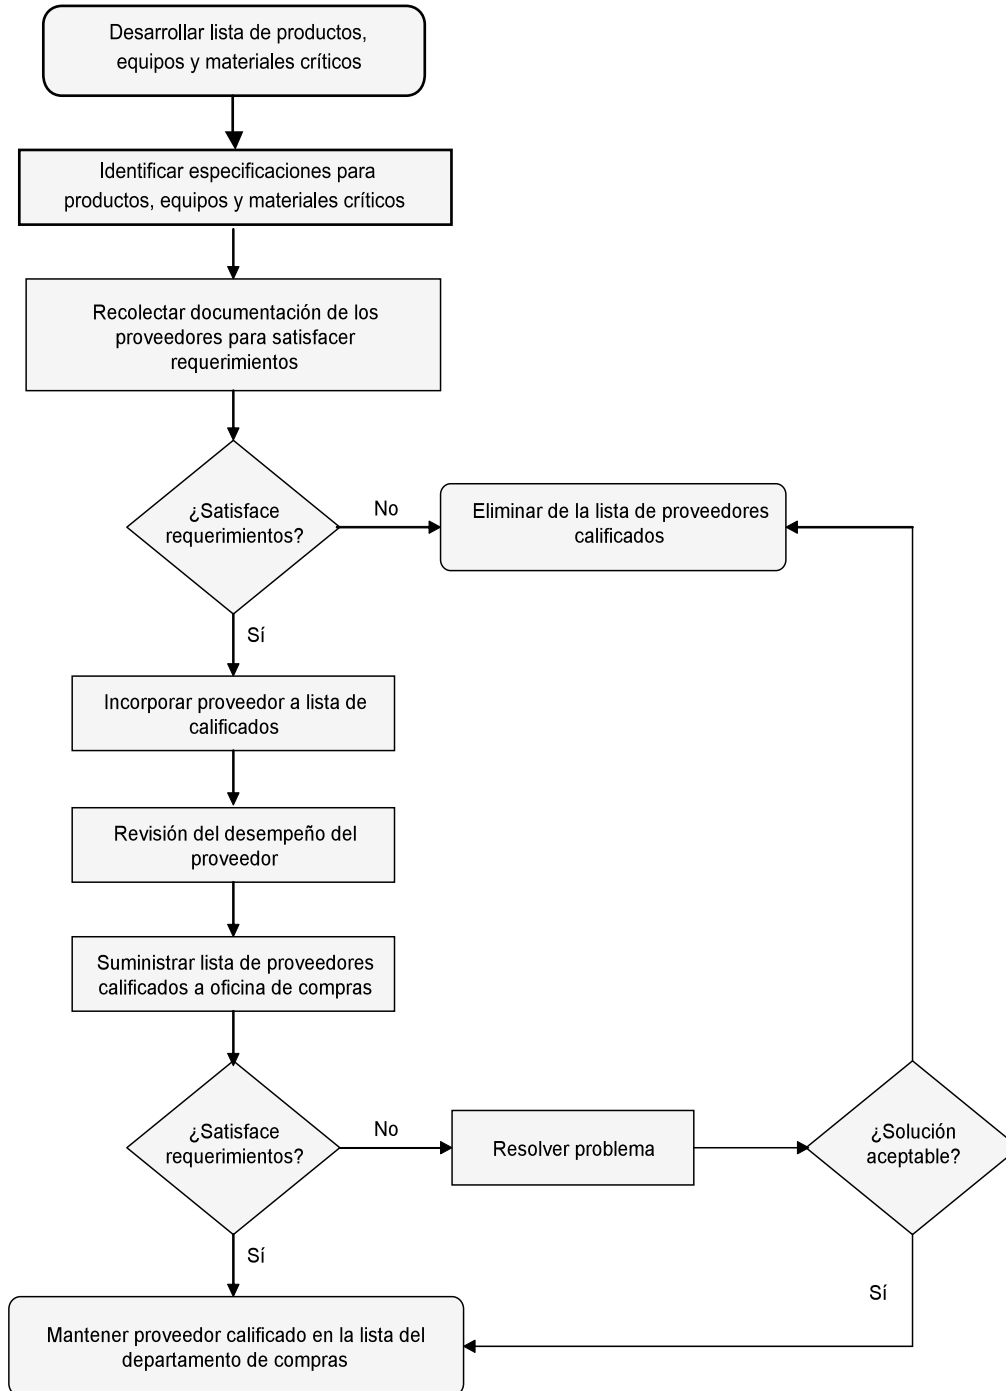 Desarrollar lista de productos,
equipos y materiales críticos
Identificar especificaciones para
productos, equipos y materiales críticos
Recolectar documentación de los
proveedores para satisfacer
requerimientos
¿Satisface
requerimientos?
No
Eliminar de la lista de proveedores
calificados
Sí
Incorporar proveedor a lista de
calificados
Revisión del desempeño del
proveedor
Suministrar lista de proveedores
calificados a oficina de compras
¿Satisface
requerimientos?
No
Resolver problema
¿Solución
aceptable?
Sí
Sí
Mantener proveedor calificado en la lista del
departamento de compras